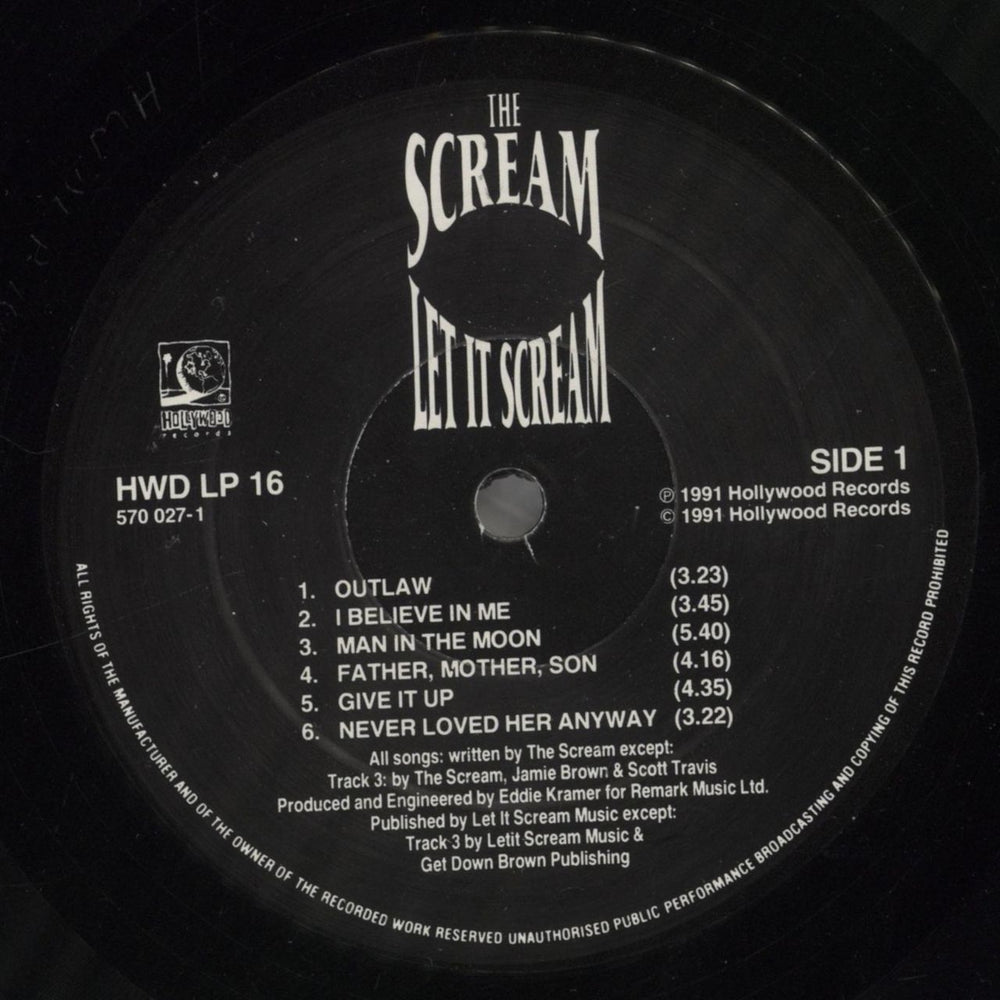 THE
SCREAM
LET IT SCREAM
HOLLYWOOD
records
HWD LP 16
570 027-1
SIDE 1
℗ 1991 Hollywood Records
© 1991 Hollywood Records
1. OUTLAW (3.23)
2. I BELIEVE IN ME (3.45)
3. MAN IN THE MOON (5.40)
4. FATHER, MOTHER, SON (4.16)
5. GIVE IT UP (4.35)
6. NEVER LOVED HER ANYWAY (3.22)
All songs: written by The Scream except:
Track 3: by The Scream, Jamie Brown & Scott Travis
Produced and Engineered by Eddie Kramer for Remark Music Ltd.
Published by Let It Scream Music except:
Track 3 by Letit Scream Music &
Get Down Brown Publishing
ALL RIGHTS OF THE MANUFACTURER AND OF THE OWNER OF THE RECORDED WORK RESERVED UNAUTHORISED PUBLIC PERFORMANCE BROADCASTING AND COPYING OF THIS RECORD PROHIBITED